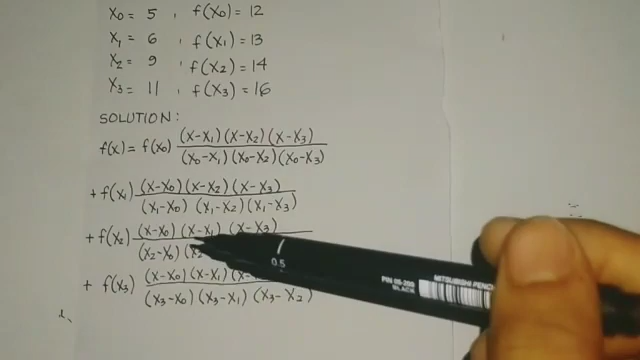 X₀ = 5 , f(X₀) = 12
X₁ = 6 , f(X₁) = 13
X₂ = 9 , f(X₂) = 14
X₃ = 11 , f(X₃) = 16
SOLUTION:
f(x) = f(x₀) (X-X₁) (X-X₂) (X-X₃)
(X₀-X₁) (X₀-X₂) (X₀-X₃)
+ f(X₁) (X-X₀) (X-X₂) (X-X₃)
(X₁-X₀) (X₁-X₂) (X₁-X₃)
+ f(X₂) (X-X₀) (X-X₁) (X-X₃)
(X₂-X₀)
+ f(X₃) (X-X₀) (X-X₁)
(X₃-X₀) (X₃-X₁) (X₃-X₂)
0.5
PIN 05-200
BLACK
MITSUBISHI PENC